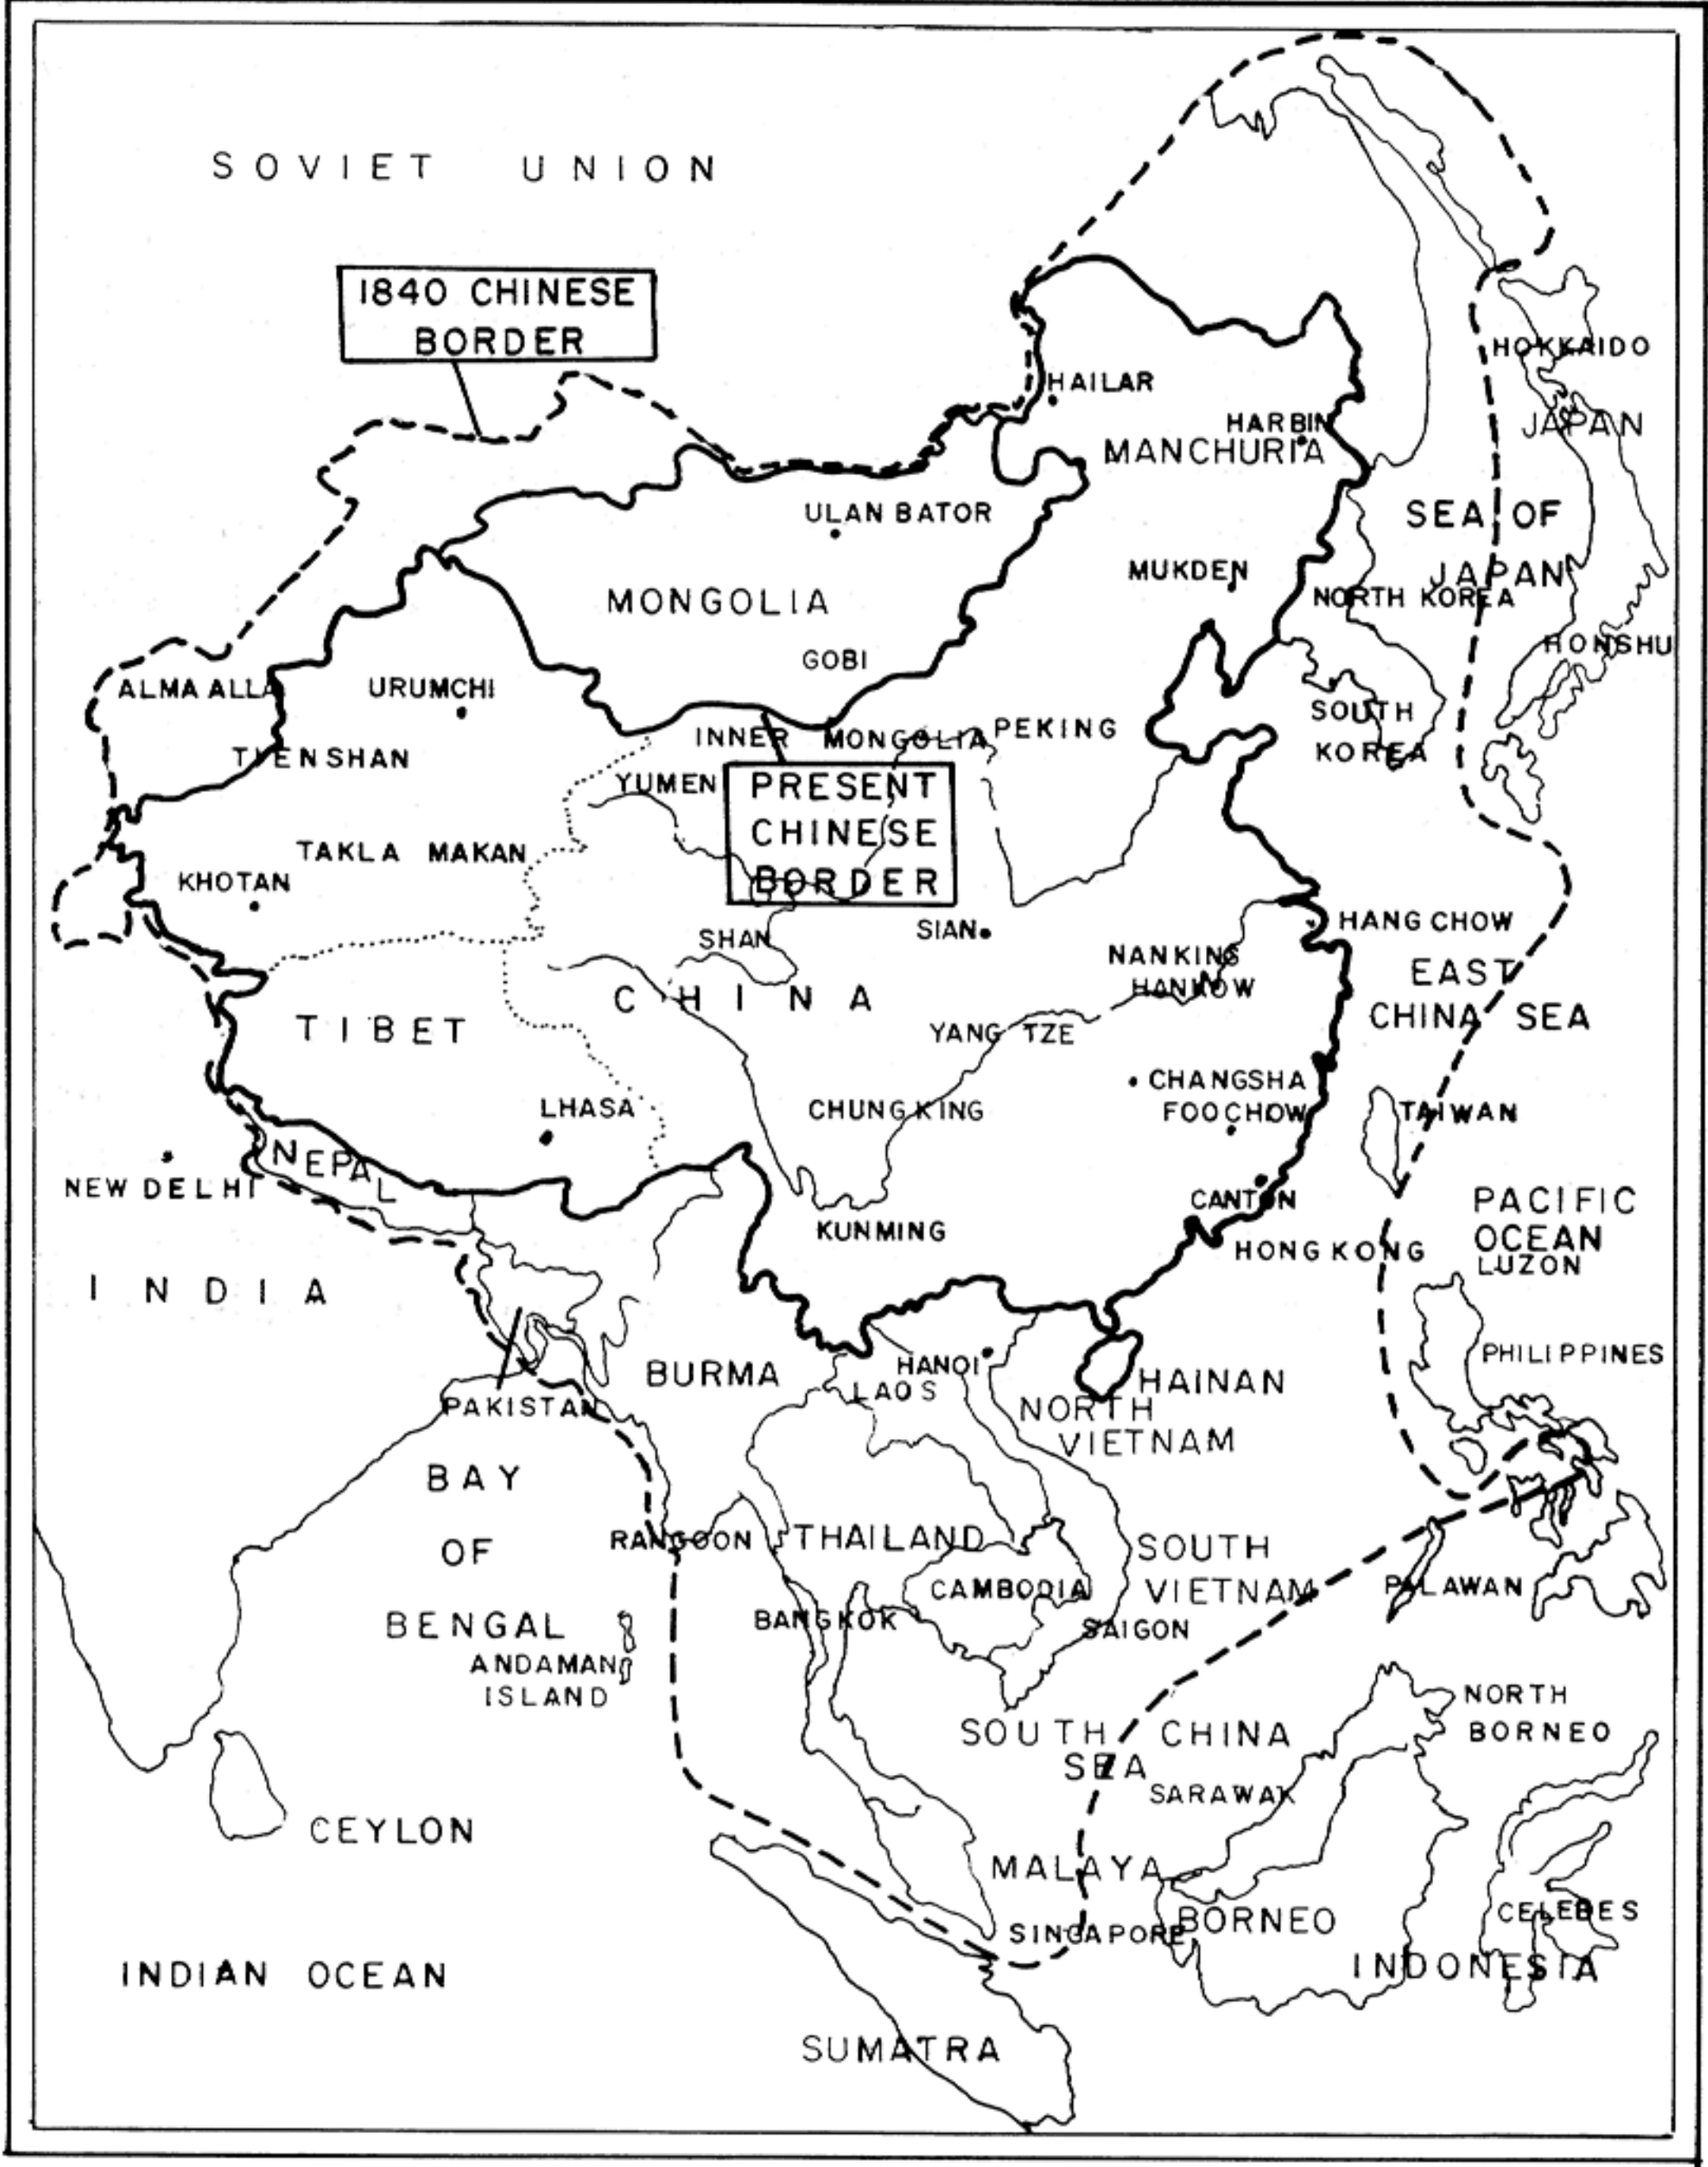 SOVIET UNION
1840 CHINESE
BORDER
HAILAR
HOKKAIDO
HARBIN
JAPAN
MANCHURIA
ULAN BATOR
SEA OF
JAPAN
MUKDEN
NORTH KOREA
MONGOLIA
HONSHU
GOBI
ALMA ALLA
URUMCHI
SOUTH
KOREA
INNER MONGOLIA
PEKING
TIENSHAN
YUMEN
PRESENT
CHINESE
BORDER
TAKLA MAKAN
KHOTAN
SHAN
SIAN
HANG CHOW
NANKING
HANKOW
EAST
CHINA SEA
CHINA
TIBET
YANG TZE
CHANGSHA
FOOCHOW
LHASA
CHUNGKING
TAIWAN
NEPAL
NEW DELHI
CANTON
PACIFIC
OCEAN
LUZON
KUNMING
HONG KONG
INDIA
PHILIPPINES
HANOI
BURMA
LAOS
HAINAN
PAKISTAN
NORTH
VIETNAM
BAY
OF
BENGAL
RANGOON
THAILAND
SOUTH
VIETNAM
CAMBODIA
PALAWAN
BANGKOK
SAIGON
ANDAMAN
ISLAND
NORTH
BORNEO
SOUTH CHINA
SEA
SARAWAK
CEYLON
MALAYA
SINGAPORE
BORNEO
CELEBES
INDONESIA
INDIAN OCEAN
SUMATRA